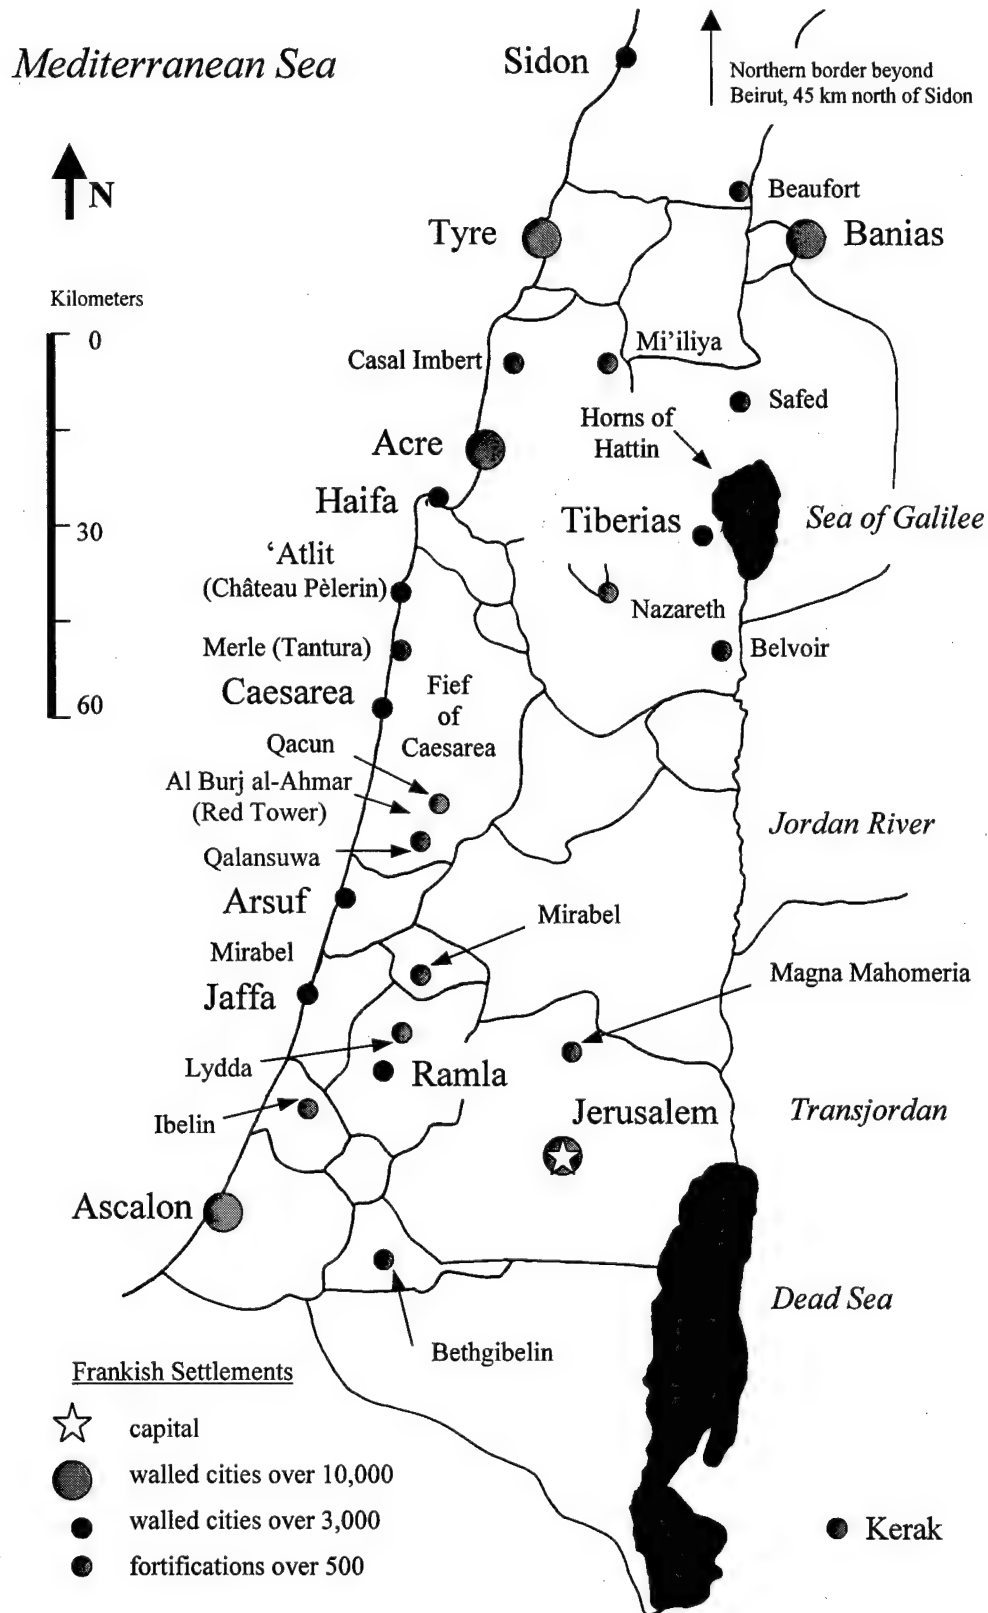 Mediterranean Sea
Sidon
Northern border beyond
Beirut, 45 km north of Sidon
N
Beaufort
Tyre
Banias
Kilometers
0
30
60
Casal Imbert
Mi'iliya
Safed
Horns of
Hattin
Acre
Haifa
Tiberias
Sea of Galilee
'Atlit
(Château Pèlerin)
Nazareth
Merle (Tantura)
Belvoir
Caesarea
Fief
of
Caesarea
Qacun
Al Burj al-Ahmar
(Red Tower)
Jordan River
Qalansuwa
Arsuf
Mirabel
Mirabel
Magna Mahomeria
Jaffa
Lydda
Ramla
Ibelin
Jerusalem
Transjordan
Ascalon
Dead Sea
Bethgibelin
Frankish Settlements
capital
walled cities over 10,000
walled cities over 3,000
fortifications over 500
Kerak